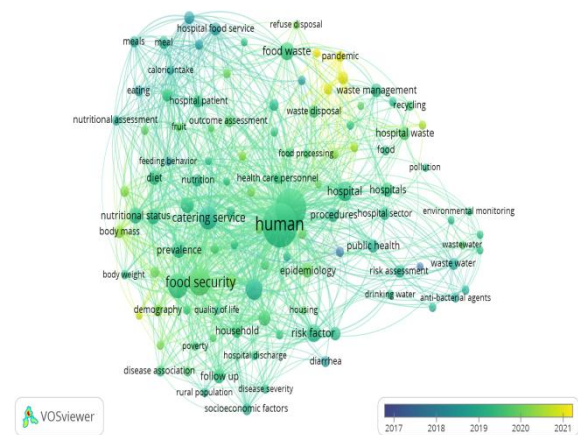 refuse disposal
hospital food service
meals
meal
food waste
pandemic
caloric intake
waste management
eating
hospital patient
recycling
waste disposal
nutritional assessment
fruit
outcome assessment
hospital waste
food processing
food
feeding behavior
pollution
diet
nutrition
health care personnel
hospital
hospitals
nutritional status
catering service
human
procedures
hospital sector
environmental monitoring
body mass
prevalence
public health
wastewater
body weight
food security
epidemiology
risk assessment
waste water
drinking water
anti-bacterial agents
demography
quality of life
housing
household
risk factor
poverty
hospital discharge
diarrhea
disease association
follow up
rural population
disease severity
socioeconomic factors
VOSviewer
2017 2018 2019 2020 2021